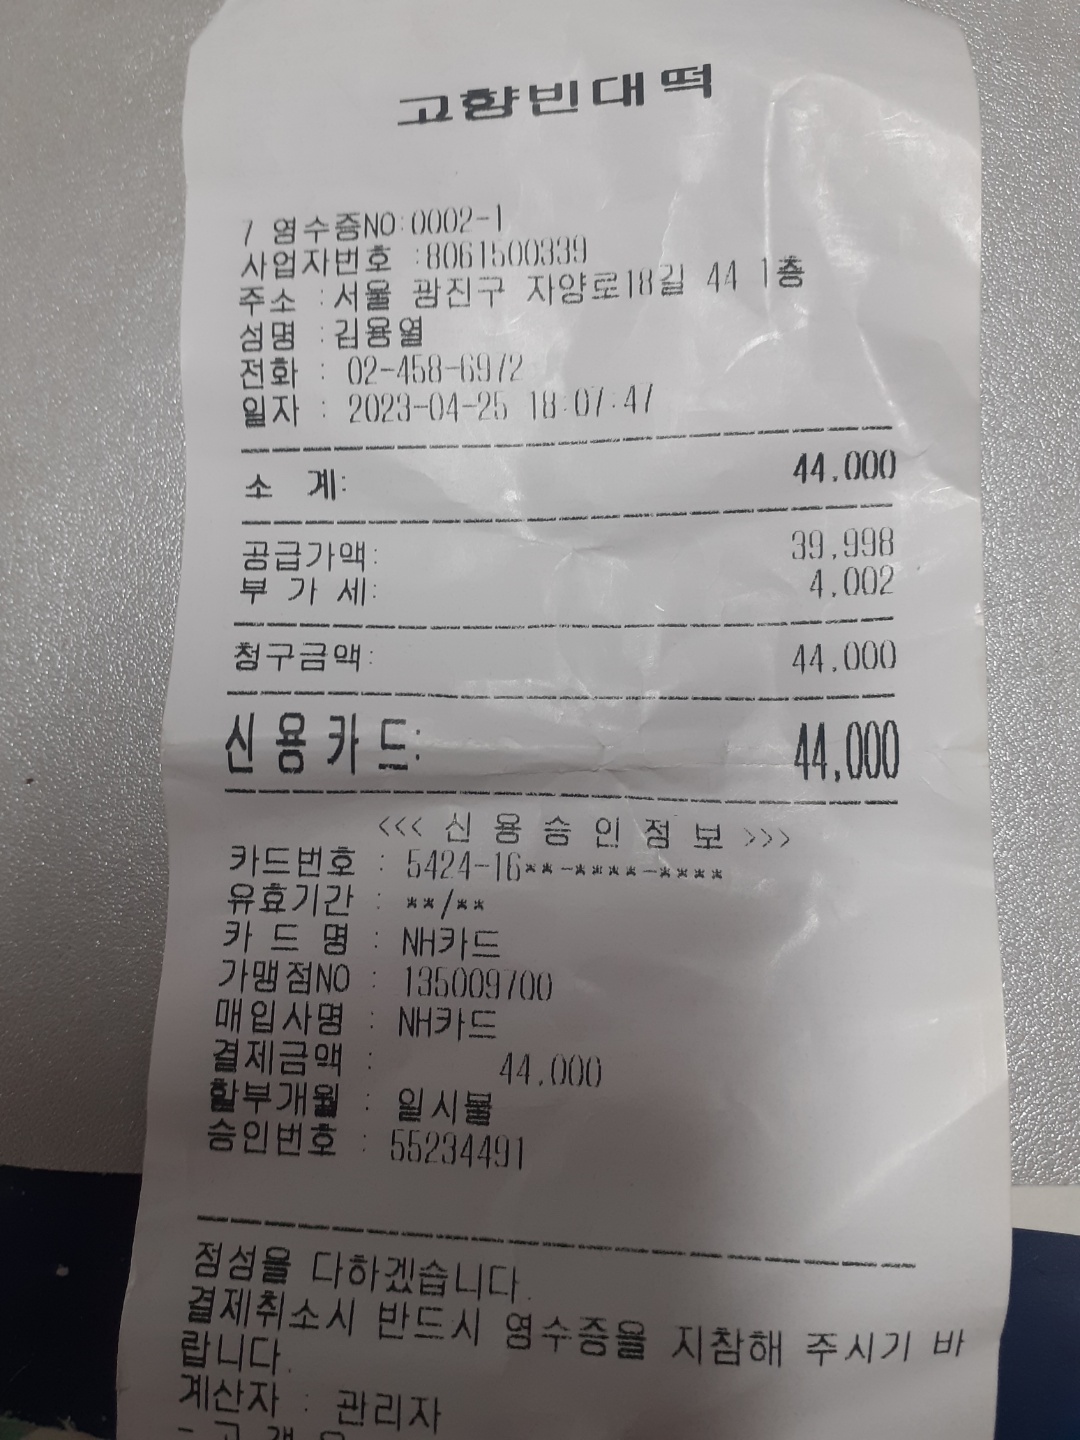 고향빈대떡
7 영수증NO:0002-1
사업자번호 :8061500339
주소 :서울 광진구 자양로18길 44 1층
성명 :김용열
전화 : 02-458-6972
일자 : 2023-04-25 18:07:47
소 계: 44,000
공급가액: 39,998
부 가 세: 4,002
청구금액: 44,000
신용카드: 44,000
<<< 신 용 승 인 정 보 >>>
카드번호 : 5424-16**-****-****
유효기간 : **/**
카 드 명 : NH카드
가맹점NO : 135009700
매입사명 : NH카드
결제금액 : 44,000
할부개월 : 일시불
승인번호 : 55234491
정성을 다하겠습니다.
결제취소시 반드시 영수증을 지참해 주시기 바
랍니다.
계산자 : 관리자
- 고 객 용